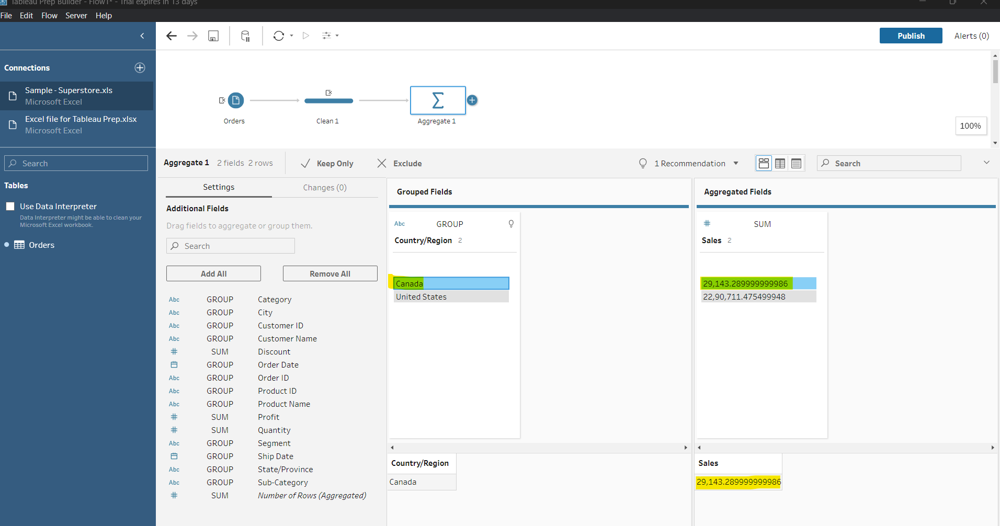 Tableau Prep Builder - Flow1* - Trial expires in 13 days
File Edit Flow Server Help
Publish
Alerts (0)
Connections
Sample - Superstore.xls
Microsoft Excel
Excel file for Tableau Prep.xlsx
Microsoft Excel
Search
Tables
Use Data Interpreter
Data Interpreter might be able to clean your
Microsoft Excel workbook.
Orders
Orders
Clean 1
Aggregate 1
100%
Aggregate 1 2 fields 2 rows
Keep Only
Exclude
1 Recommendation
Search
Settings
Changes (0)
Additional Fields
Drag fields to aggregate or group them.
Search
Add All
Remove All
Abc GROUP Category
Abc GROUP City
Abc GROUP Customer ID
Abc GROUP Customer Name
# SUM Discount
GROUP Order Date
Abc GROUP Order ID
Abc GROUP Product ID
Abc GROUP Product Name
# SUM Profit
# SUM Quantity
Abc GROUP Segment
GROUP Ship Date
Abc GROUP State/Province
Abc GROUP Sub-Category
# SUM Number of Rows (Aggregated)
Grouped Fields
Abc GROUP
Country/Region 2
Canada
United States
Country/Region
Canada
Aggregated Fields
# SUM
Sales 2
29,143.289999999986
22,90,711.475499948
Sales
29,143.289999999986